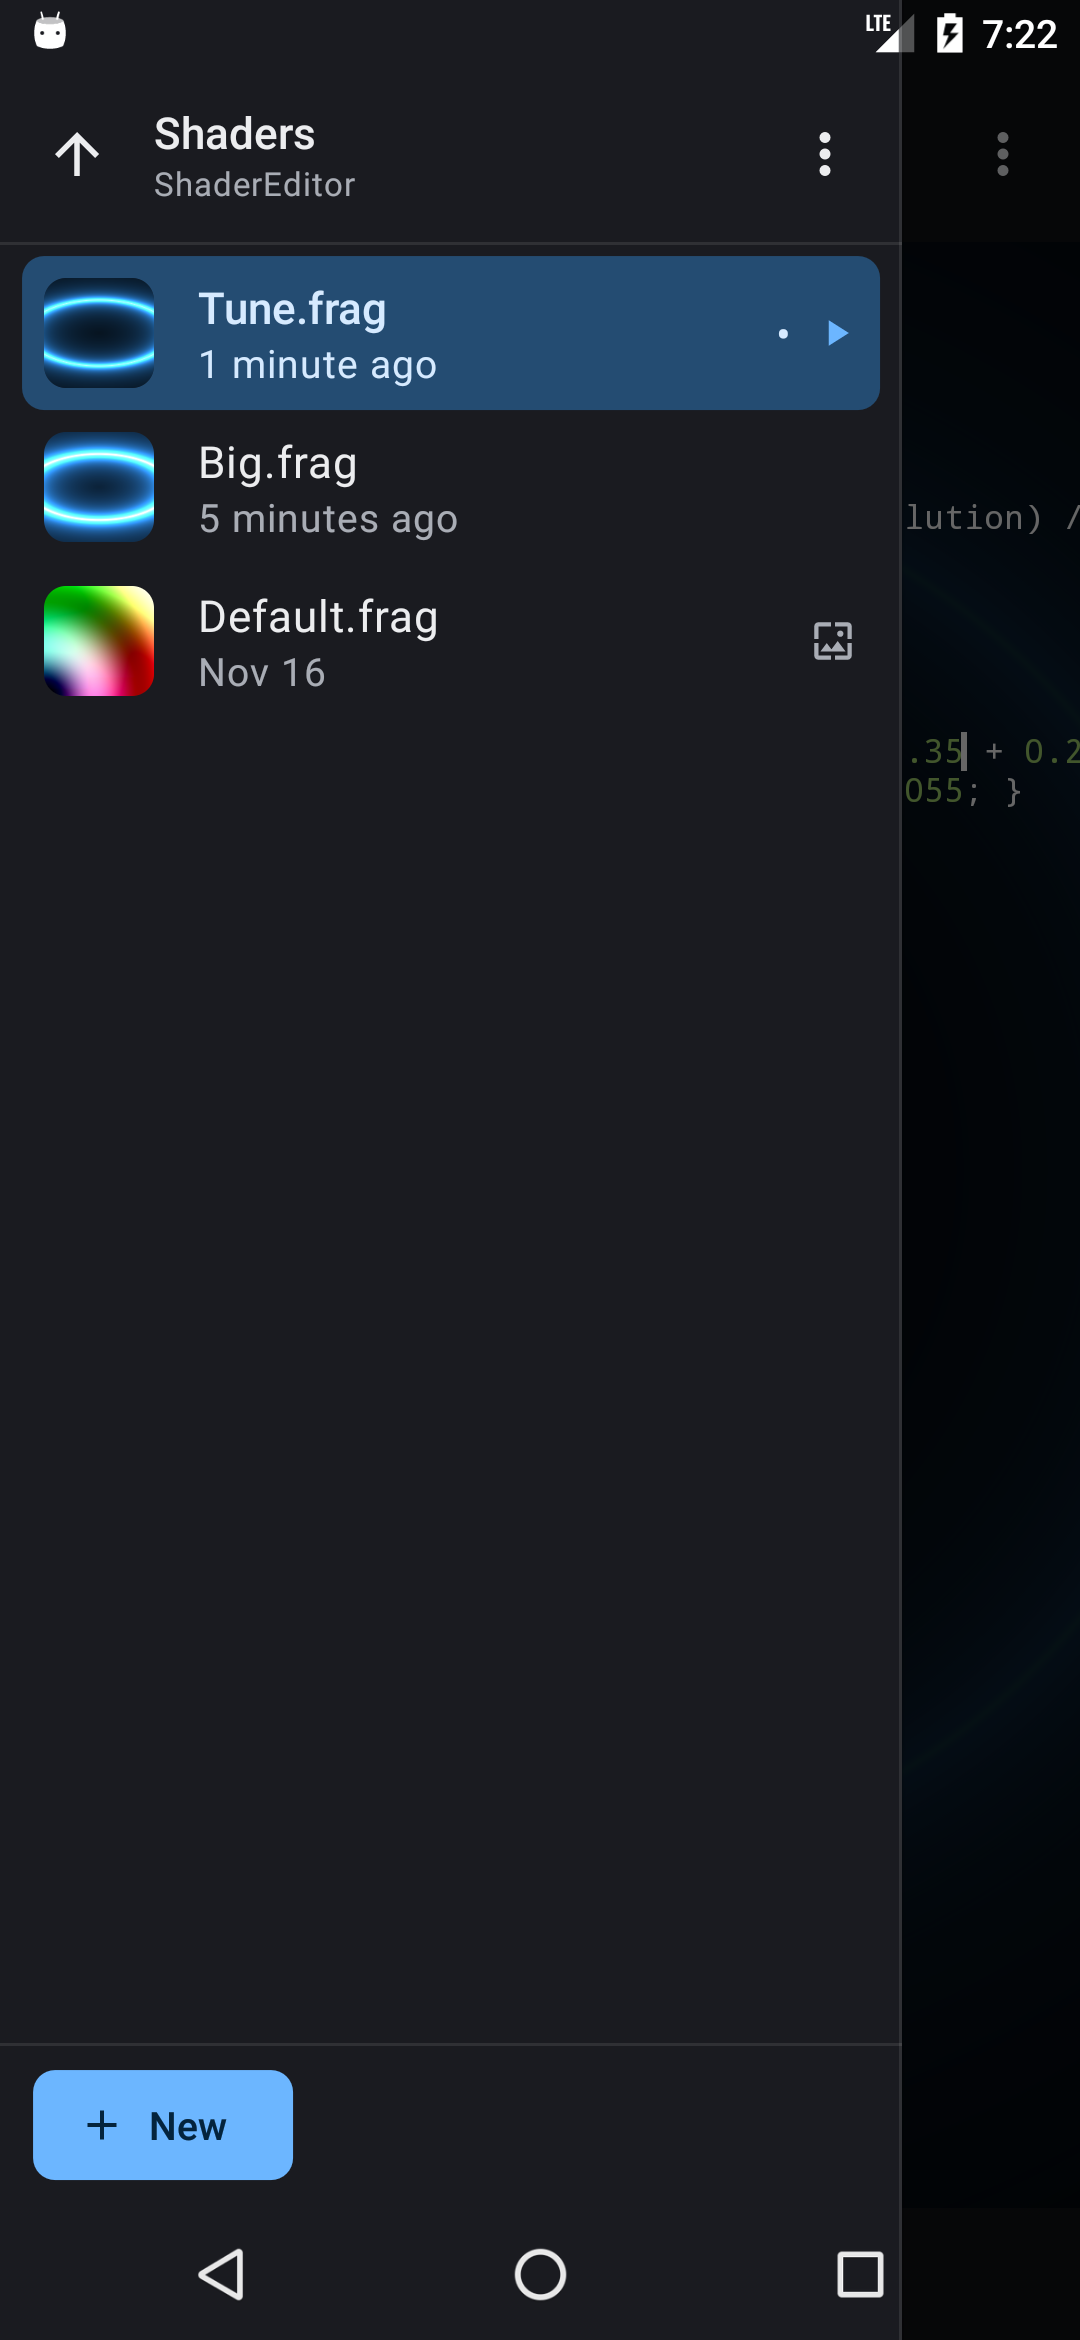 LTE 7:22
Shaders
ShaderEditor
Tune.frag
1 minute ago
Big.frag
5 minutes ago
lution) /
Default.frag
Nov 16
.35 + 0.2
055; }
New